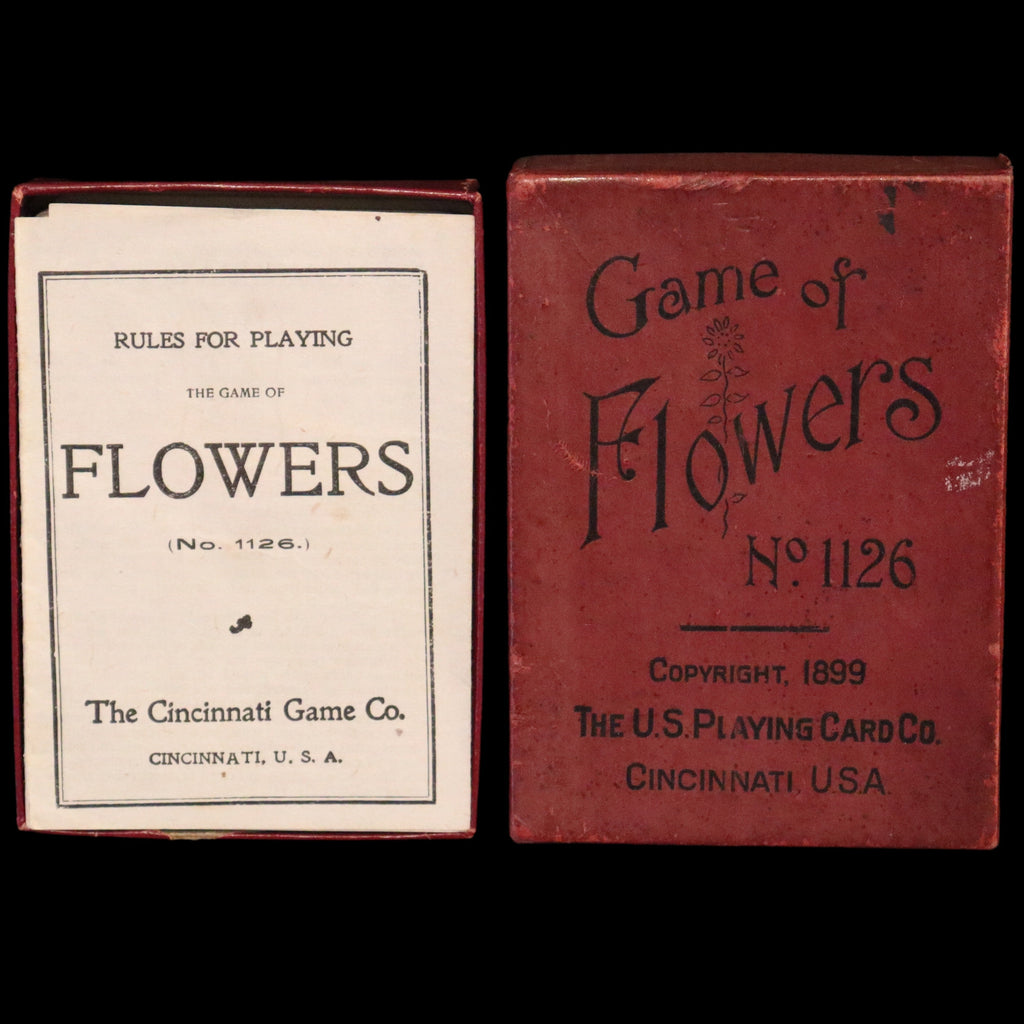 RULES FOR PLAYING
THE GAME OF
FLOWERS
(No. 1126.)
The Cincinnati Game Co.
CINCINNATI, U. S. A.
Game of
Flowers
No. 1126
COPYRIGHT, 1899
THE U.S. PLAYING CARD CO.
CINCINNATI, U.S.A.